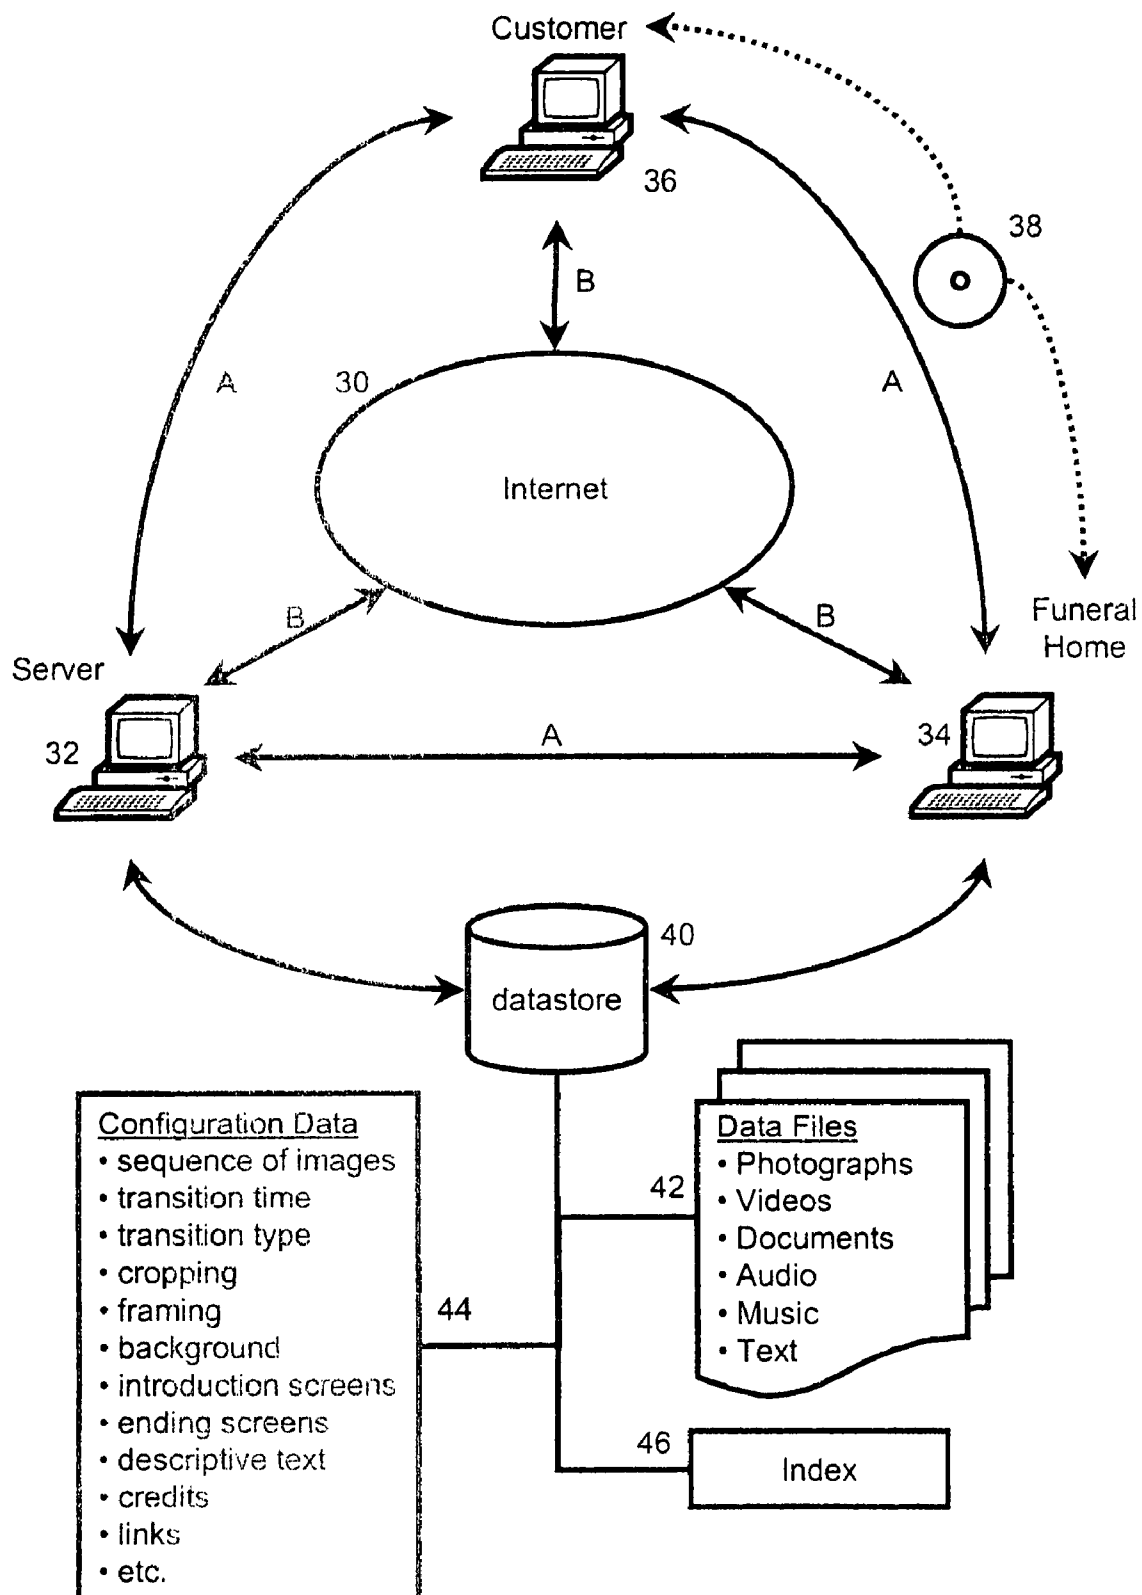 Customer
36
38
B
A
30
A
Internet
B
B
Funeral
Home
Server
32
A
34
40
datastore
Configuration Data
• sequence of images
• transition time
• transition type
• cropping
• framing
• background
• introduction screens
• ending screens
• descriptive text
• credits
• links
• etc.
44
42
Data Files
• Photographs
• Videos
• Documents
• Audio
• Music
• Text
46
Index